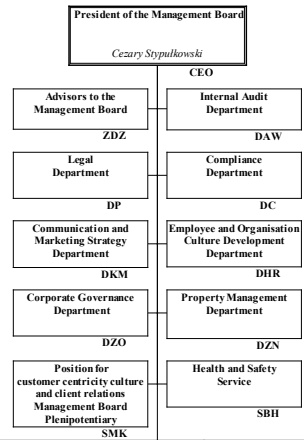 President of the Management Board
Cezary Stypułkowski
CEO
Advisors to the
Management Board
ZDZ
Internal Audit
Department
DAW
Legal
Department
DP
Compliance
Department
DC
Communication and
Marketing Strategy
Department
DKM
Employee and Organisation
Culture Development
Department
DHR
Corporate Governance
Department
DZO
Property Management
Department
DZN
Position for
customer centricity culture
and client relations
Management Board
Plenipotentiary
SMK
Health and Safety
Service
SBH